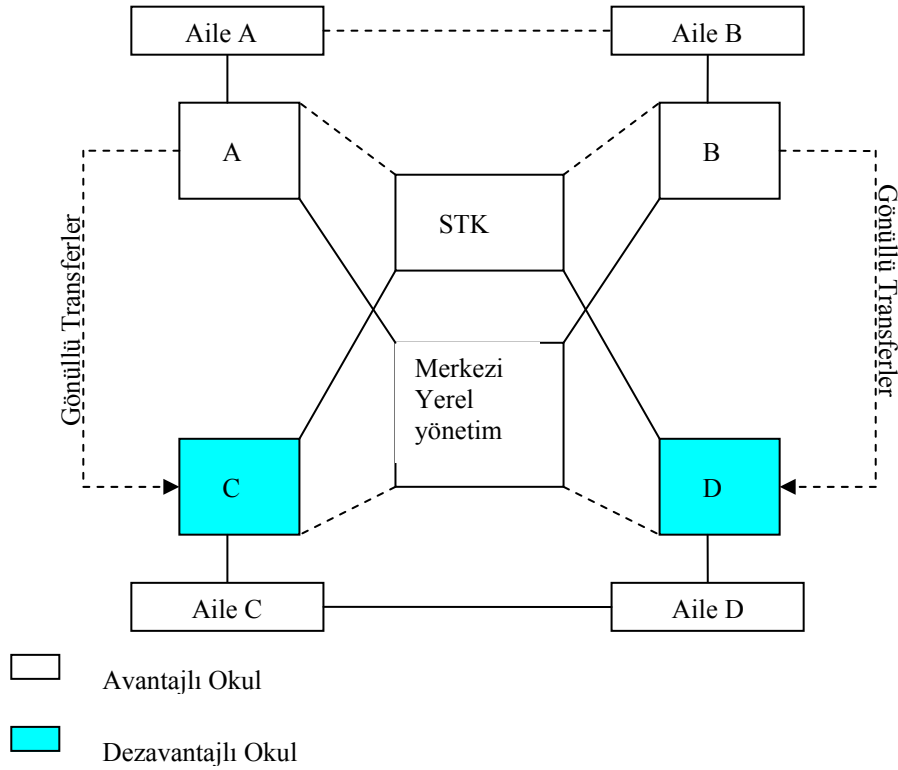 Aile A
Aile B
A
B
STK
Gönüllü Transferler
Gönüllü Transferler
Merkezi
Yerel
yönetim
C
D
Aile C
Aile D
Avantajlı Okul
Dezavantajlı Okul